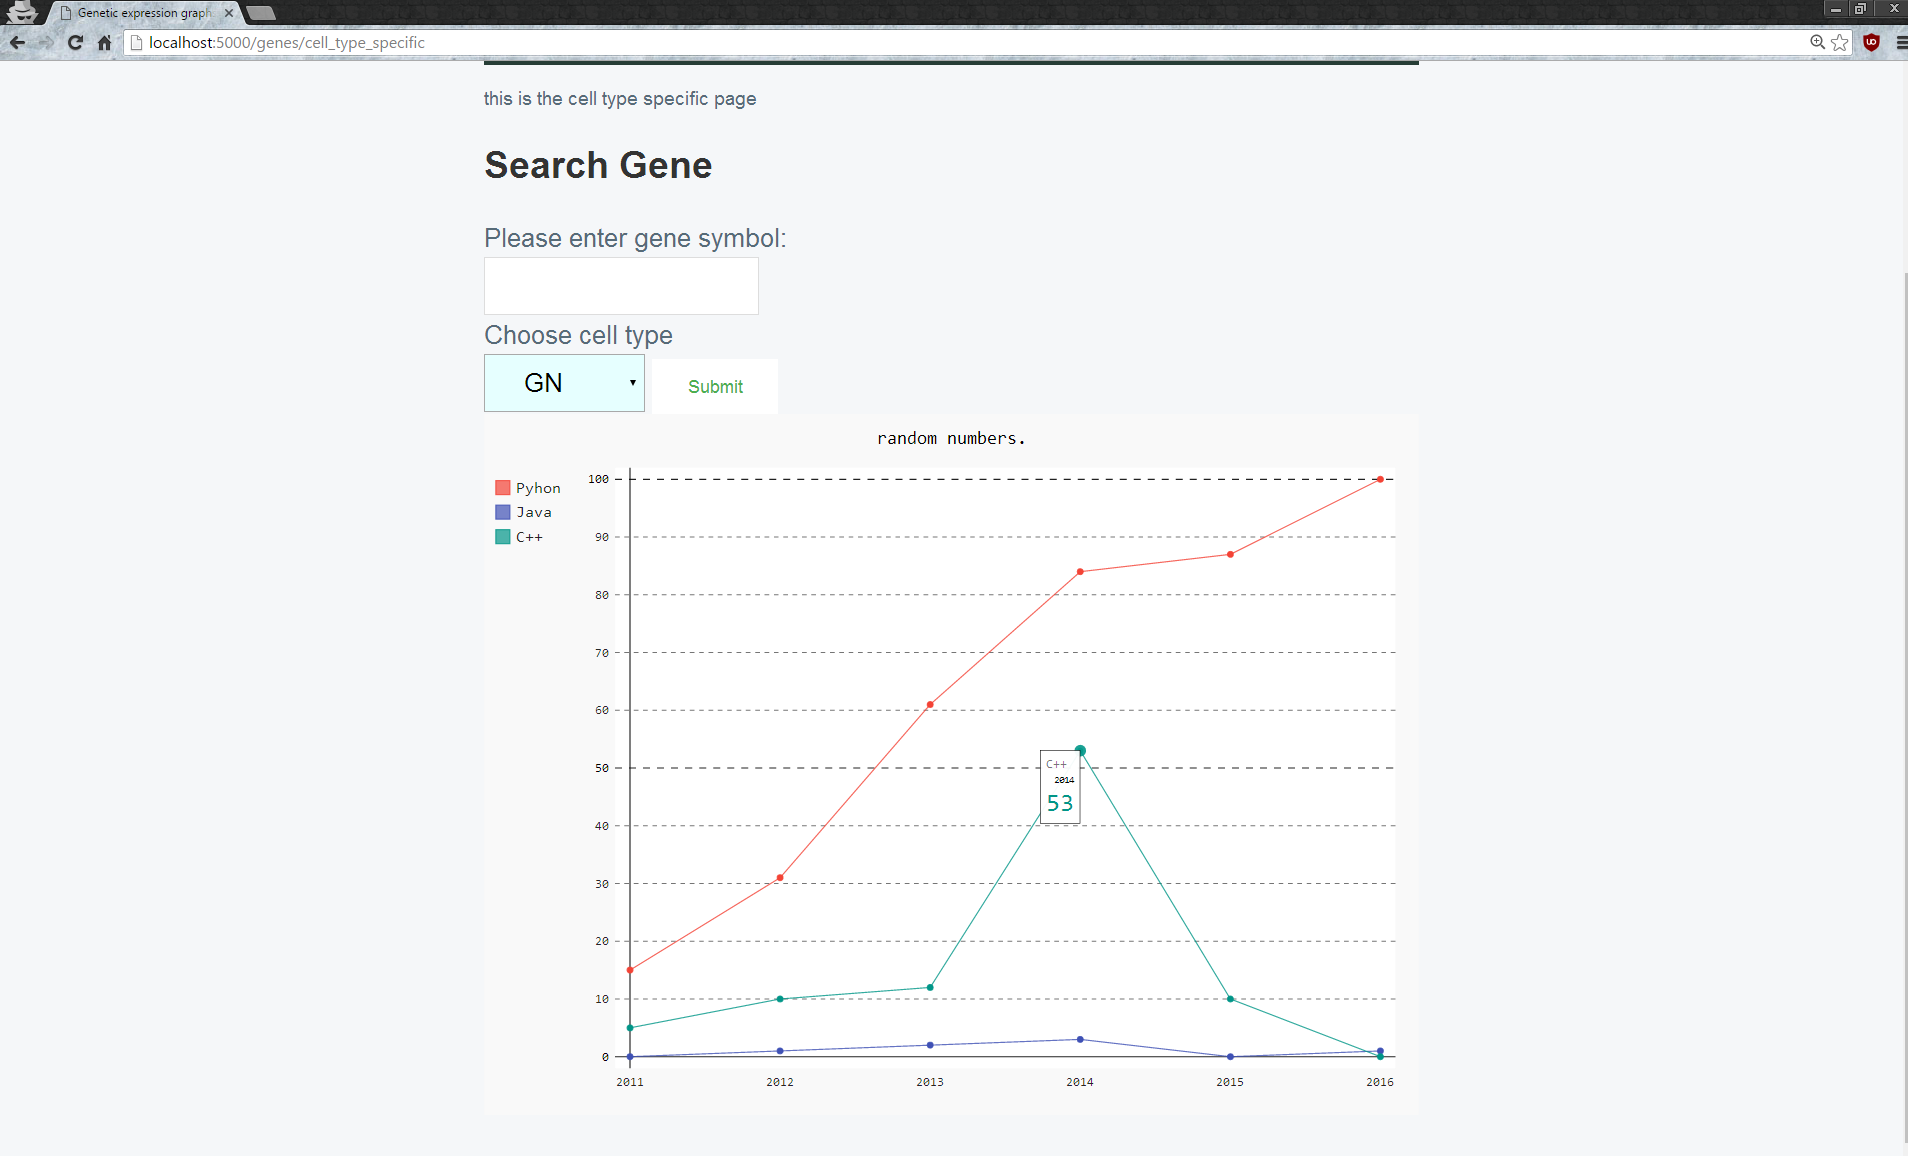 Genetic expression graph
localhost:5000/genes/cell_type_specific
this is the cell type specific page
Search Gene
Please enter gene symbol:
Choose cell type
GN
Submit
random numbers.
Pyhon
Java
C++
100
90
80
70
60
50
40
30
20
10
0
C++
2014
53
2011 2012 2013 2014 2015 2016